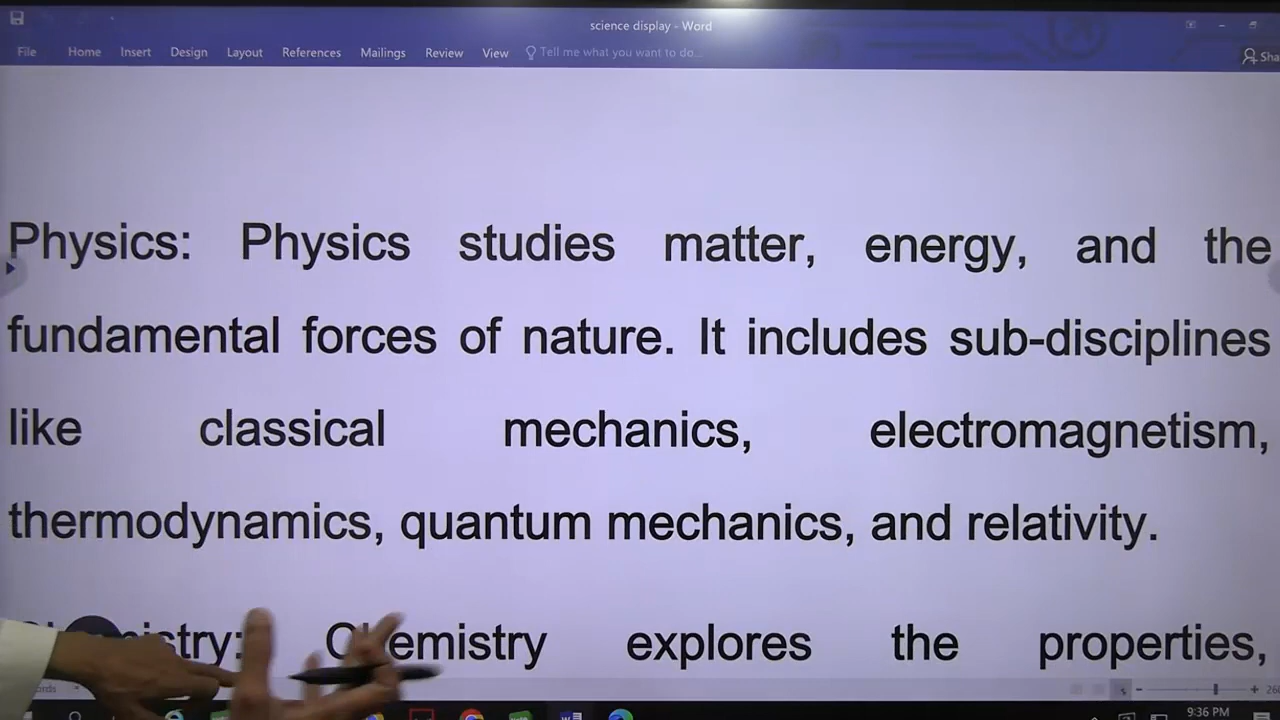 science display - Word
File Home Insert Design Layout References Mailings Review View Tell me what you want to do...
Physics: Physics studies matter, energy, and the
fundamental forces of nature. It includes sub-disciplines
like classical mechanics, electromagnetism,
thermodynamics, quantum mechanics, and relativity.
Chemistry: Chemistry explores the properties,
9:36 PM